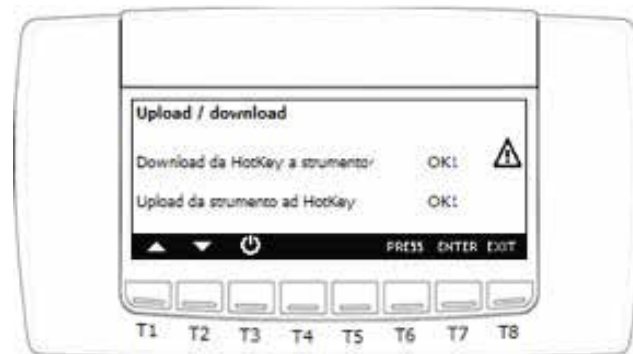 Upload / download
Download da HotKey a strumento OK!
Upload da strumento ad HotKey OK!
PRESS ENTER EXIT
T1 T2 T3 T4 T5 T6 T7 T8